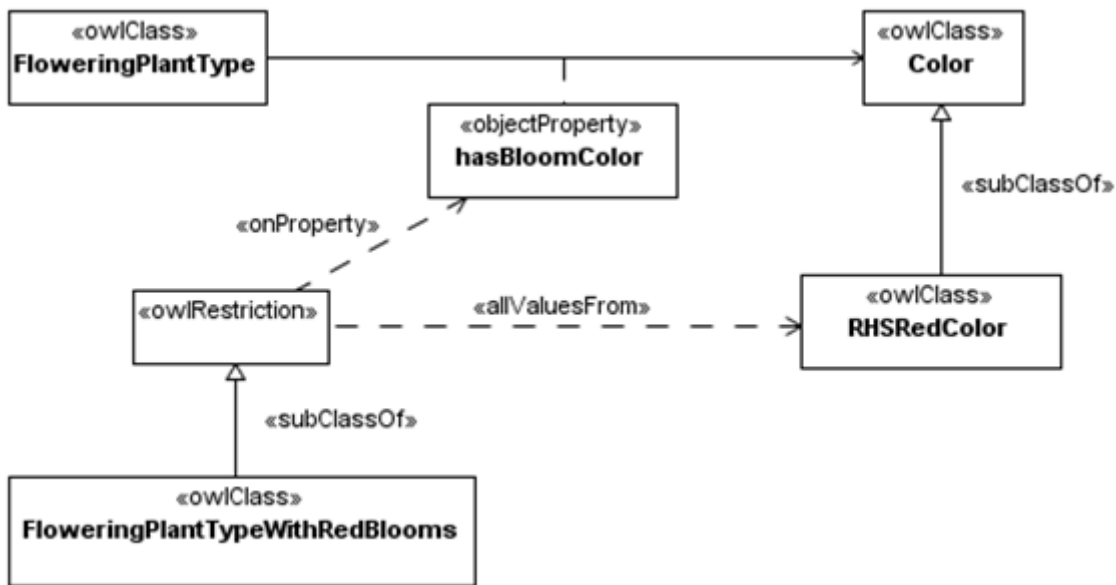 «owlClass»
FloweringPlantType
«owlClass»
Color
«objectProperty»
hasBloomColor
«subClassOf»
«onProperty»
«owlRestriction»
«allValuesFrom»
«owlClass»
RHSRedColor
«subClassOf»
«owlClass»
FloweringPlantTypeWithRedBlooms